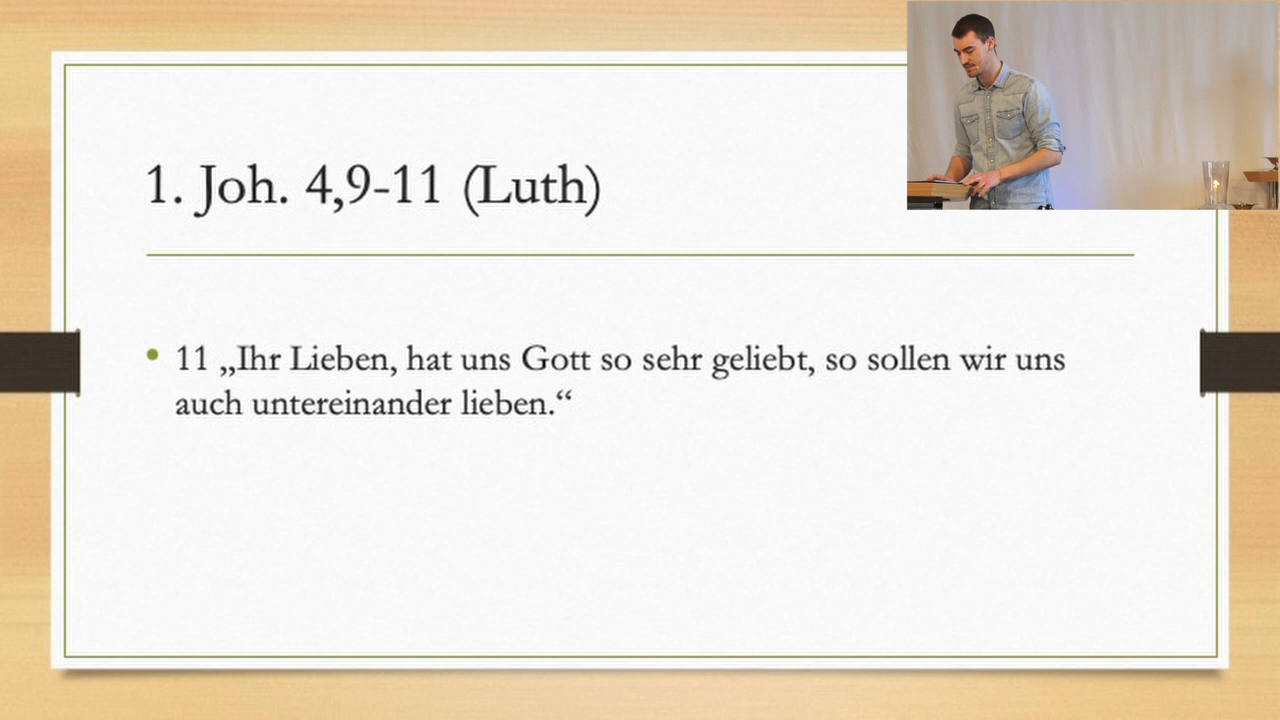 1. Joh. 4,9-11 (Luth)
• 11 „Ihr Lieben, hat uns Gott so sehr geliebt, so sollen wir uns
auch untereinander lieben.“